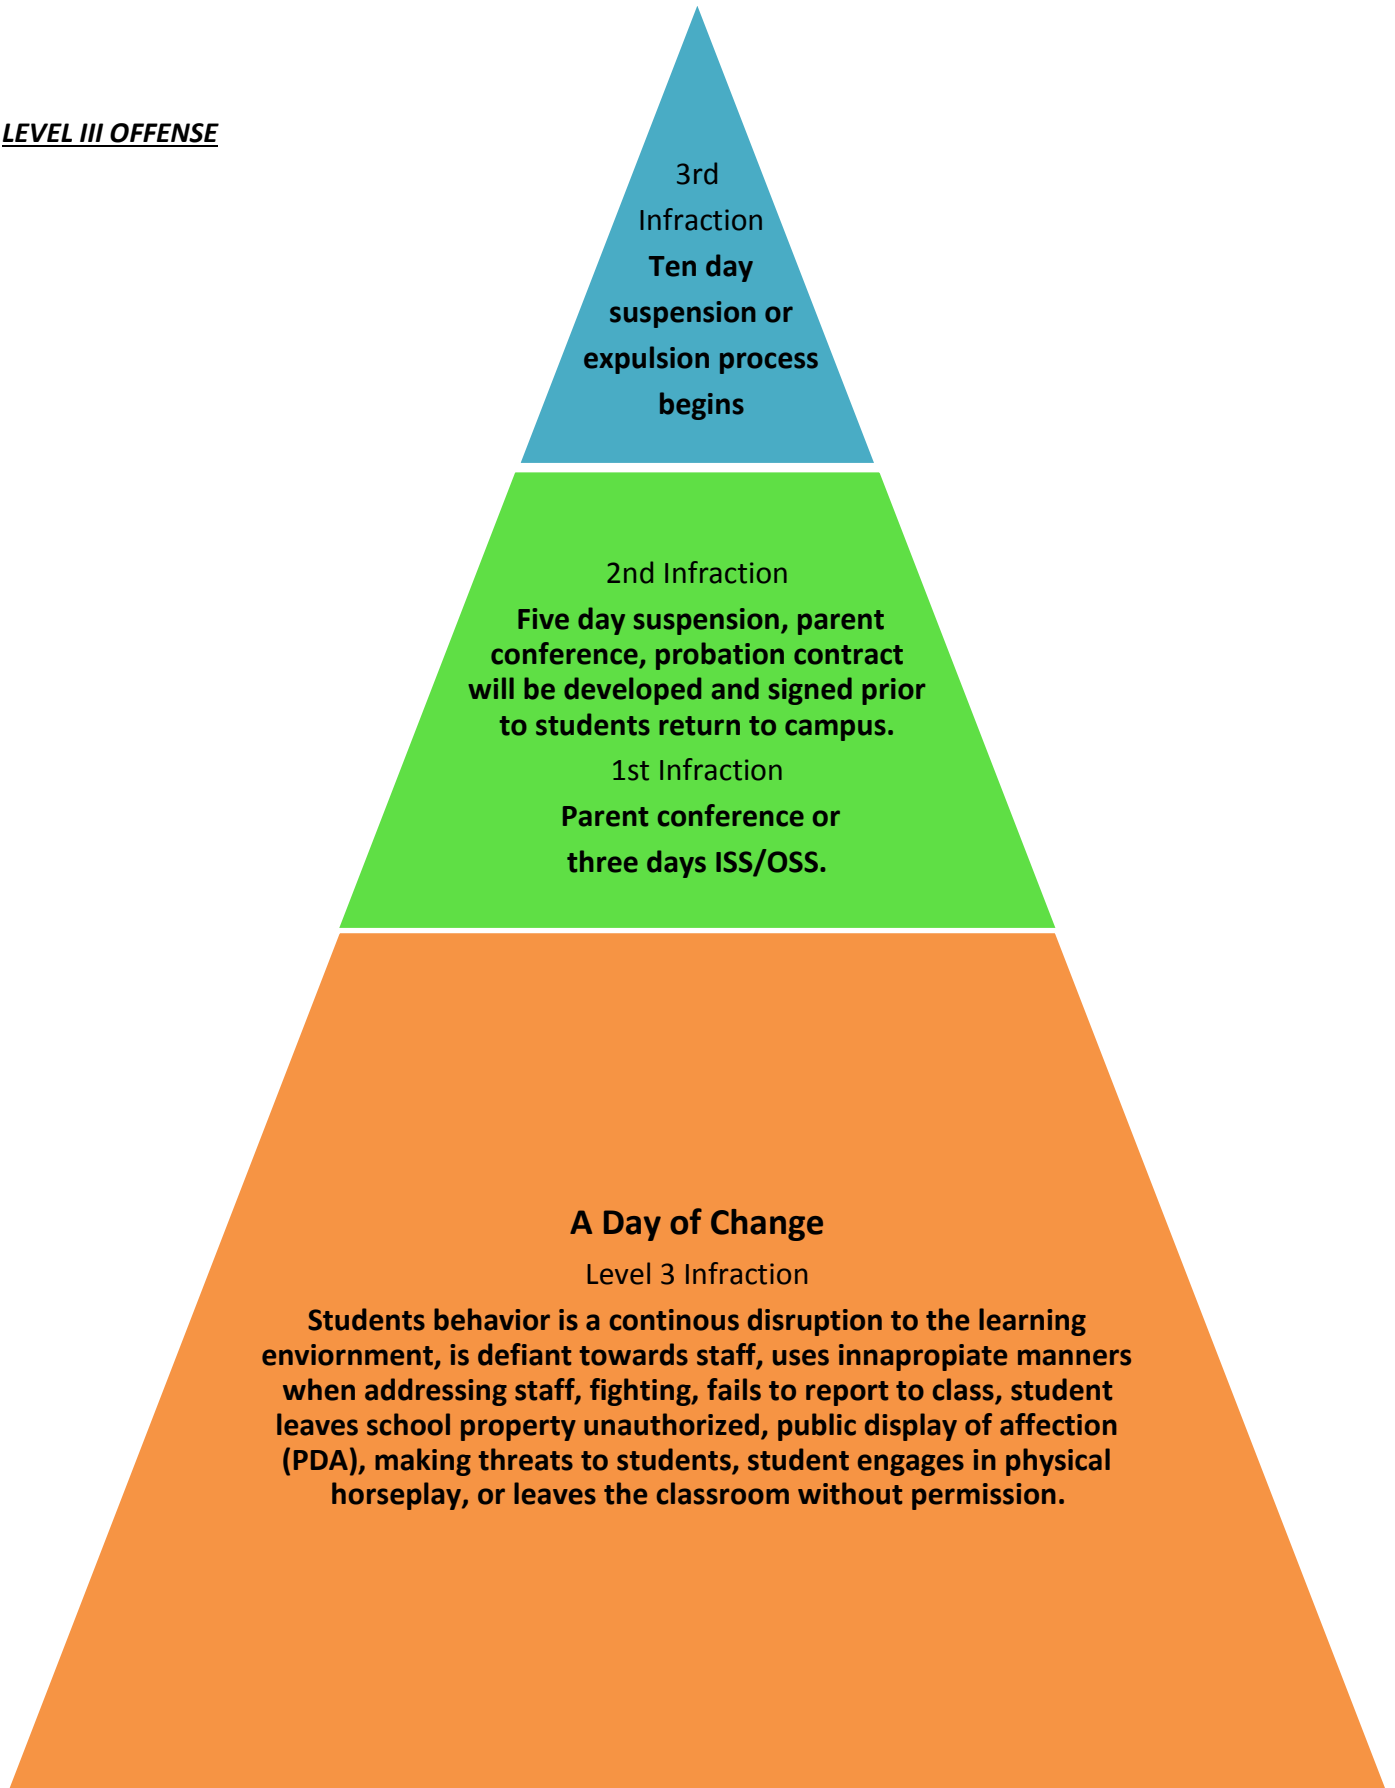 LEVEL III OFFENSE
3rd
Infraction
Ten day
suspension or
expulsion process
begins
2nd Infraction
Five day suspension, parent
conference, probation contract
will be developed and signed prior
to students return to campus.
1st Infraction
Parent conference or
three days ISS/OSS.
A Day of Change
Level 3 Infraction
Students behavior is a continous disruption to the learning
enviornment, is defiant towards staff, uses innapropiate manners
when addressing staff, fighting, fails to report to class, student
leaves school property unauthorized, public display of affection
(PDA), making threats to students, student engages in physical
horseplay, or leaves the classroom without permission.